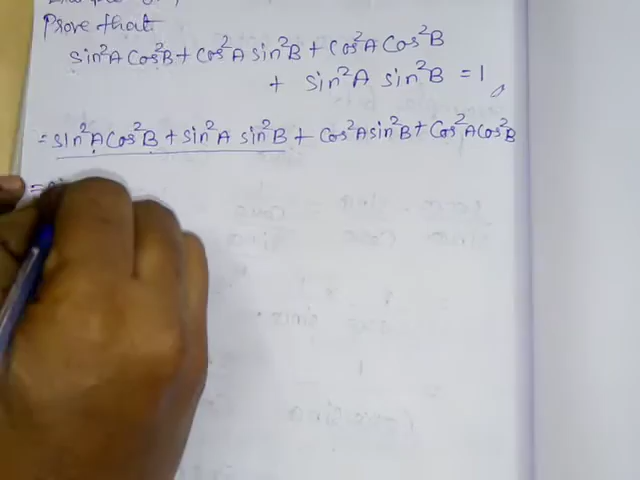 Prove that
sin²A Cos²B + Cos²A sin²B + Cos²A Cos²B
+ sin²A sin²B = 1
= sin²A Cos²B + sin²A sin²B + Cos²A sin²B + Cos²A Cos²B
=